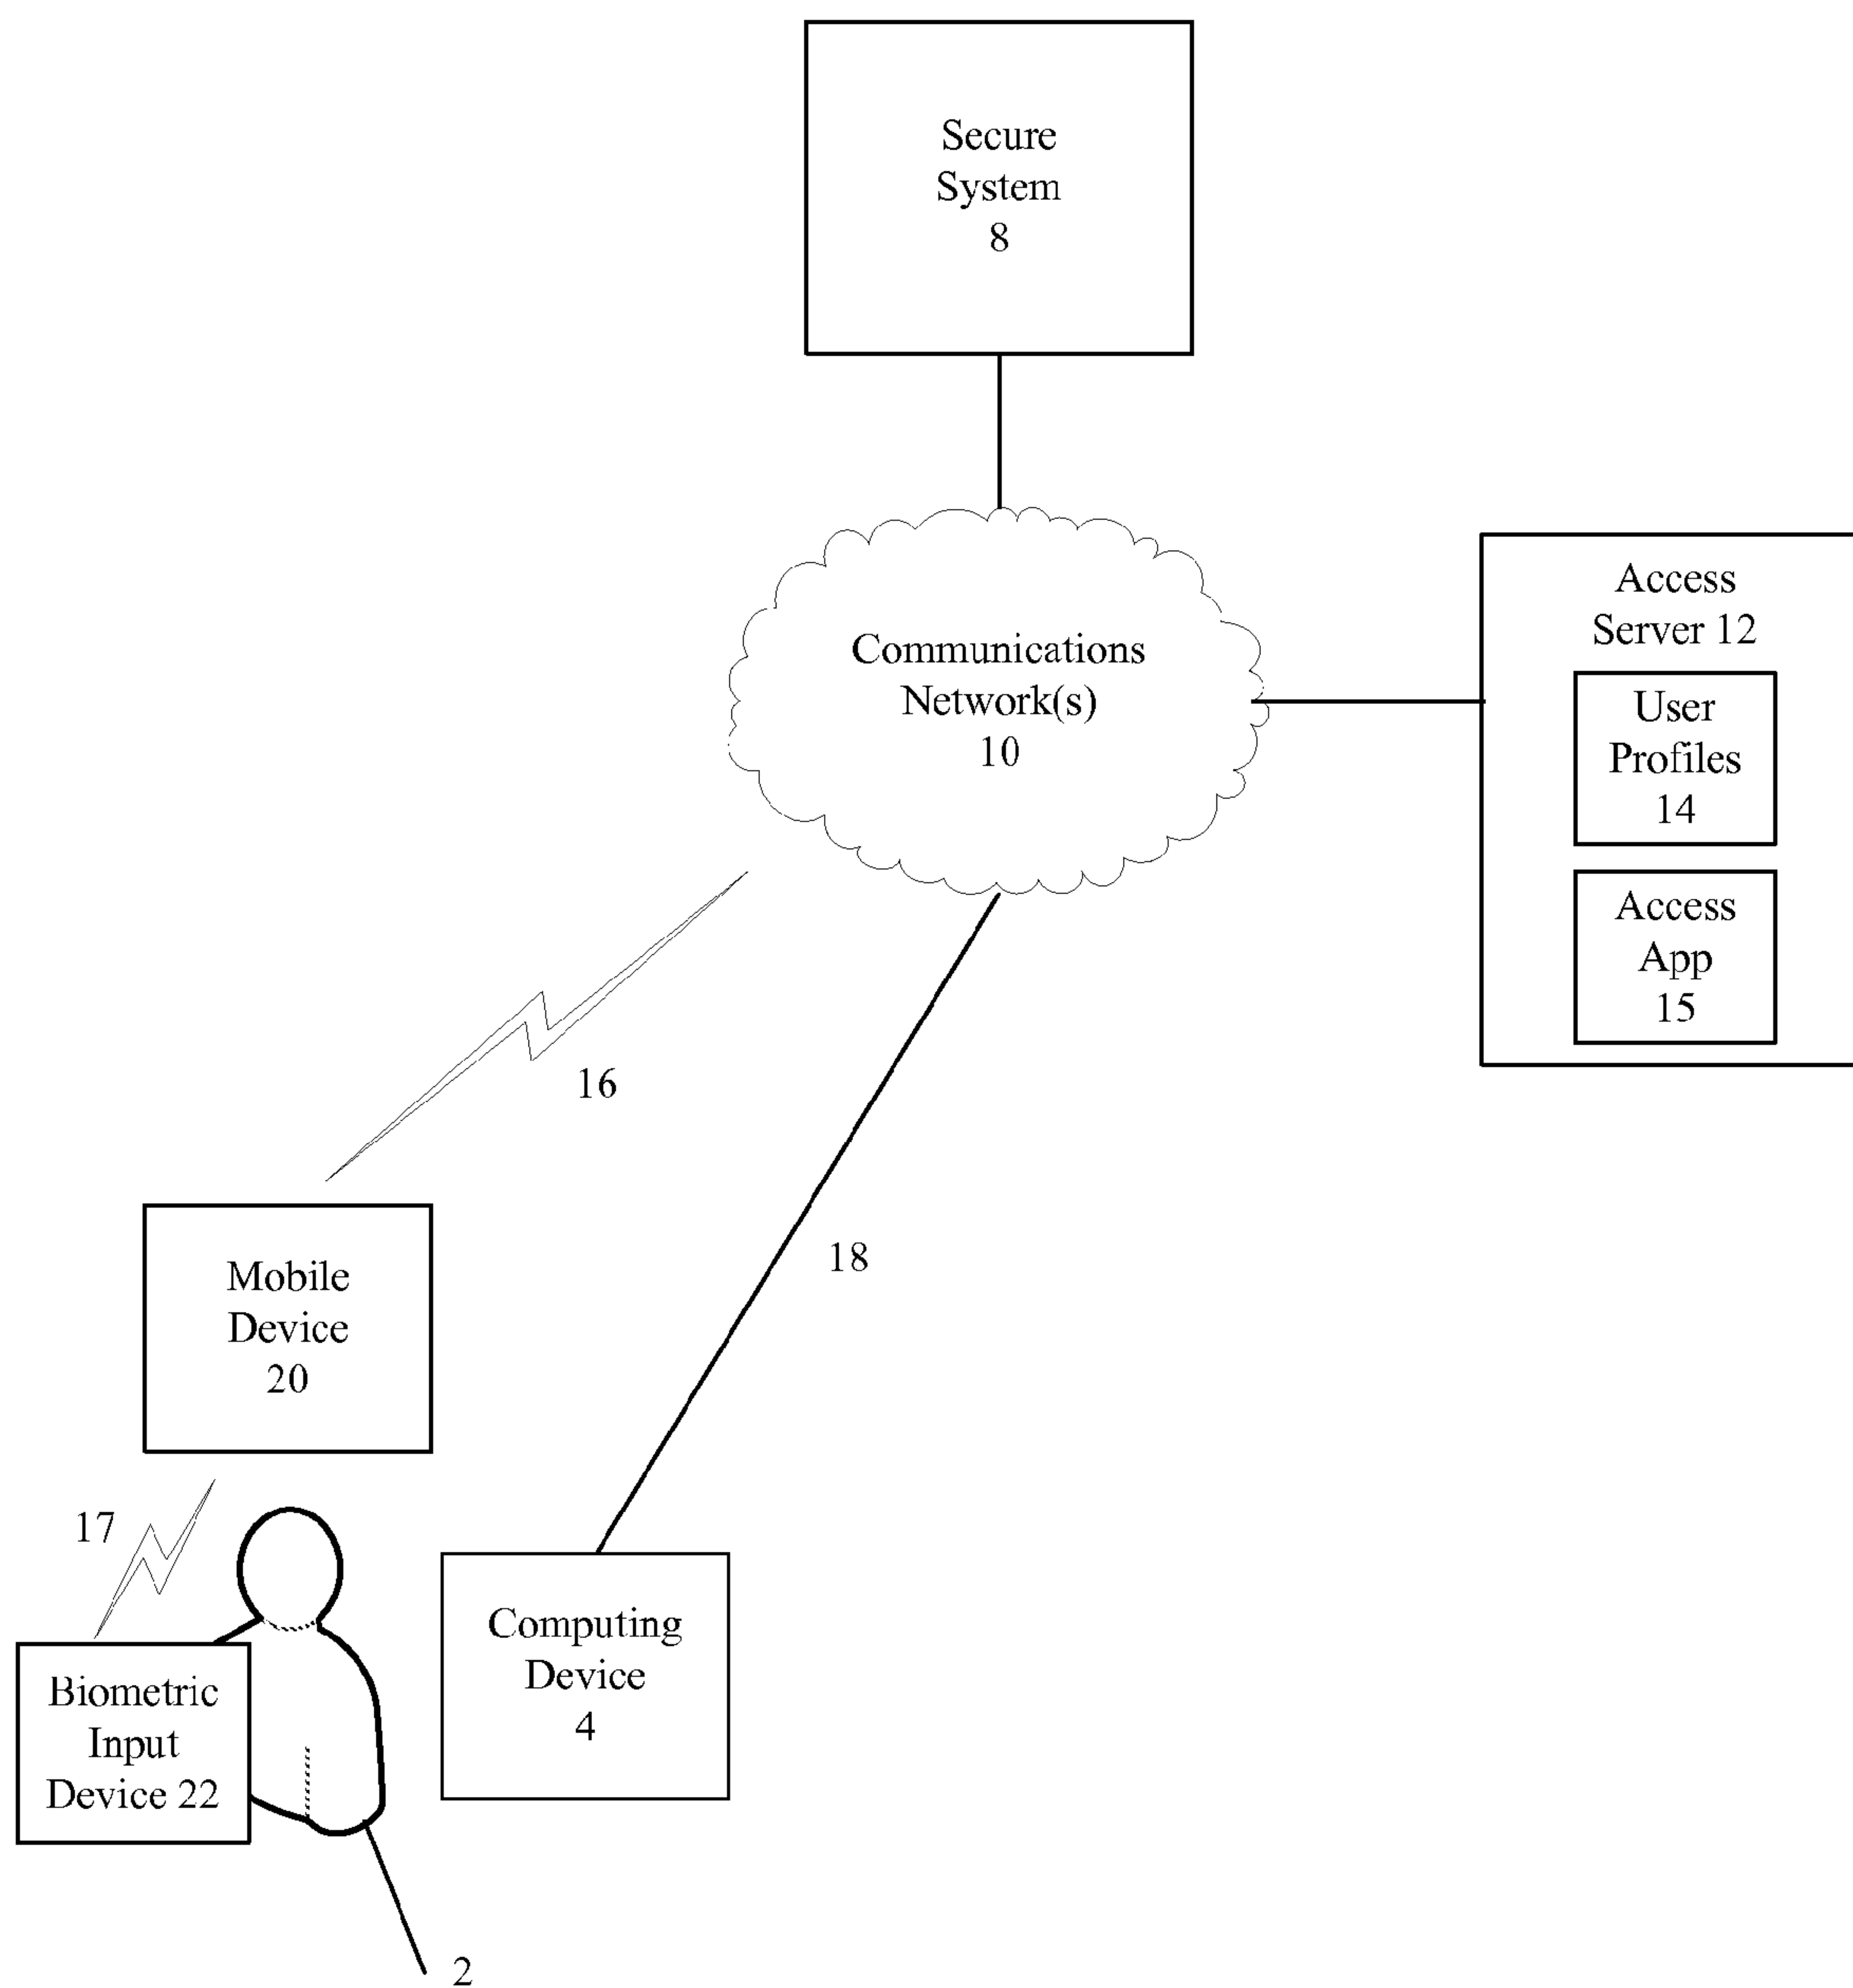 Secure
System
8
Communications
Network(s)
10
Access
Server 12
User
Profiles
14
Access
App
15
16
18
Mobile
Device
20
17
Computing
Device
4
Biometric
Input
Device 22
2